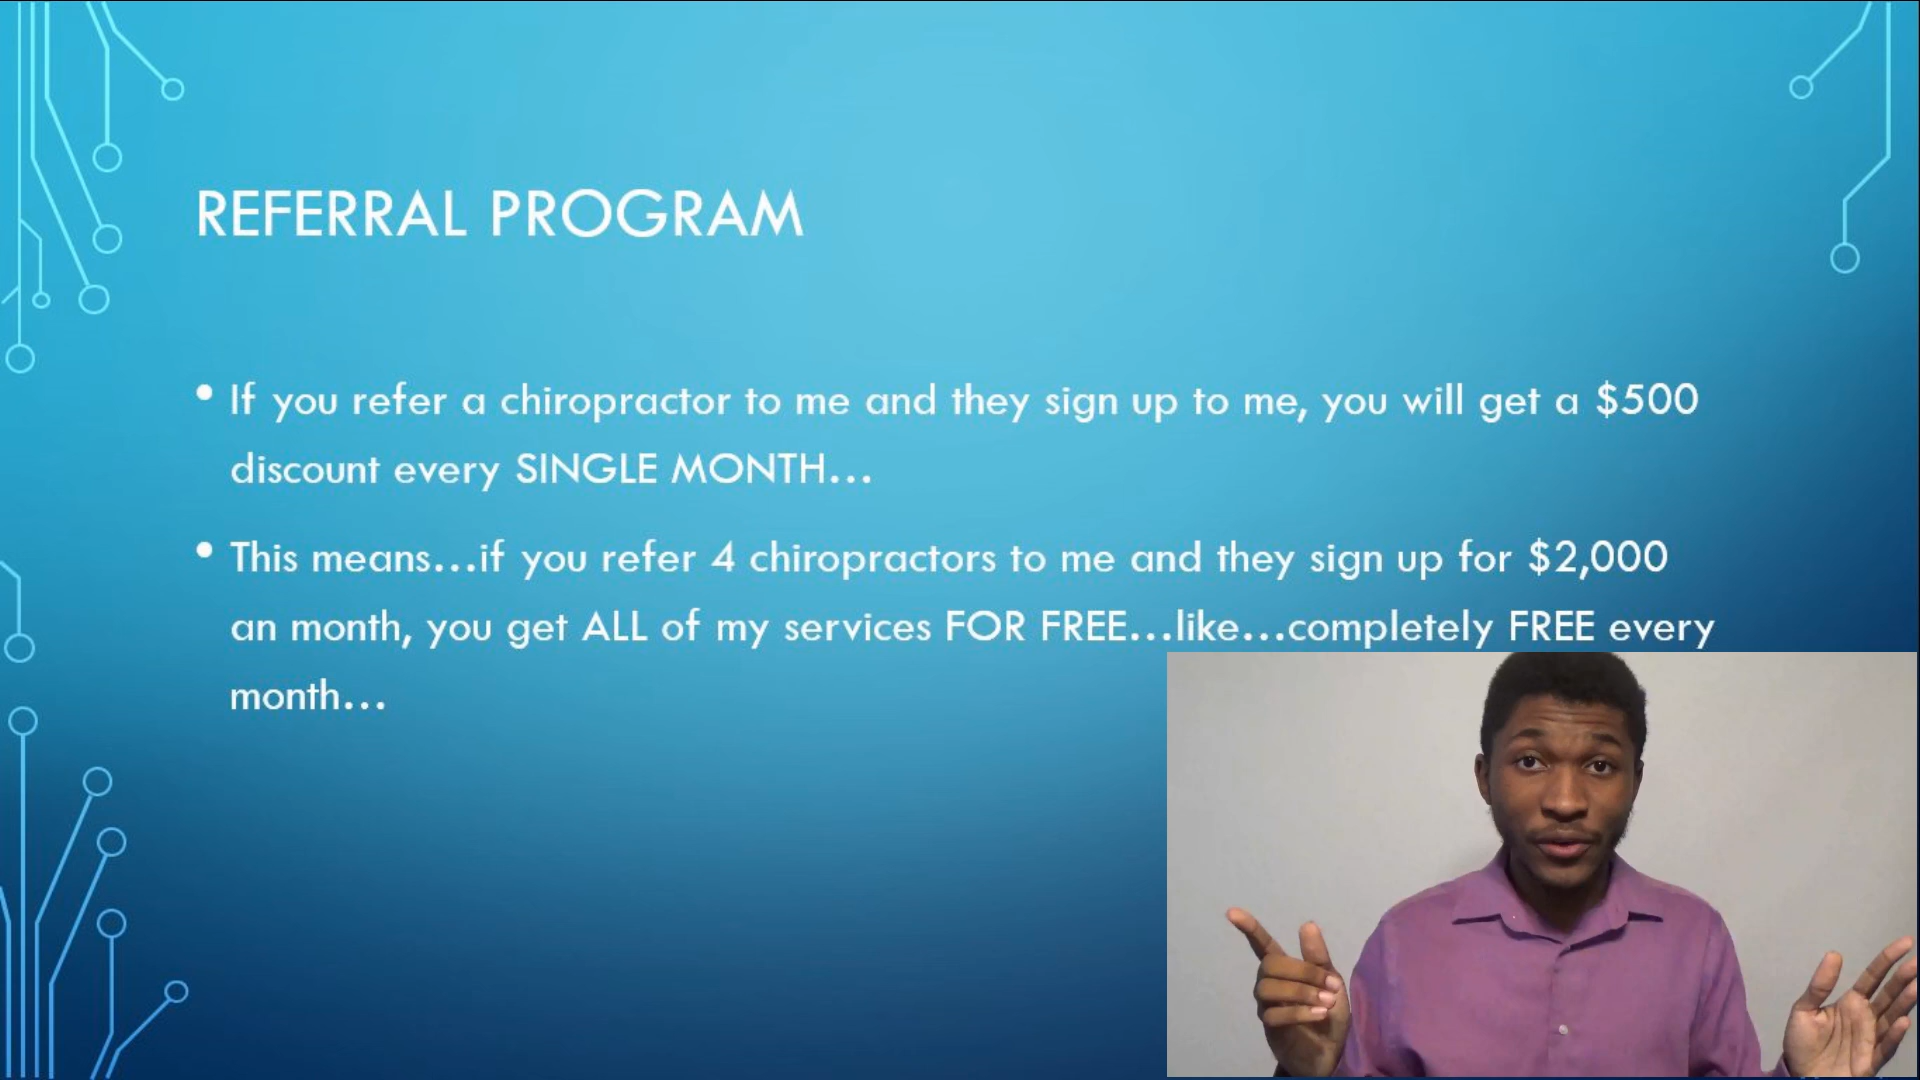 REFERRAL PROGRAM
• If you refer a chiropractor to me and they sign up to me, you will get a $500
discount every SINGLE MONTH...
• This means...if you refer 4 chiropractors to me and they sign up for $2,000
an month, you get ALL of my services FOR FREE...like...completely FREE every
month...